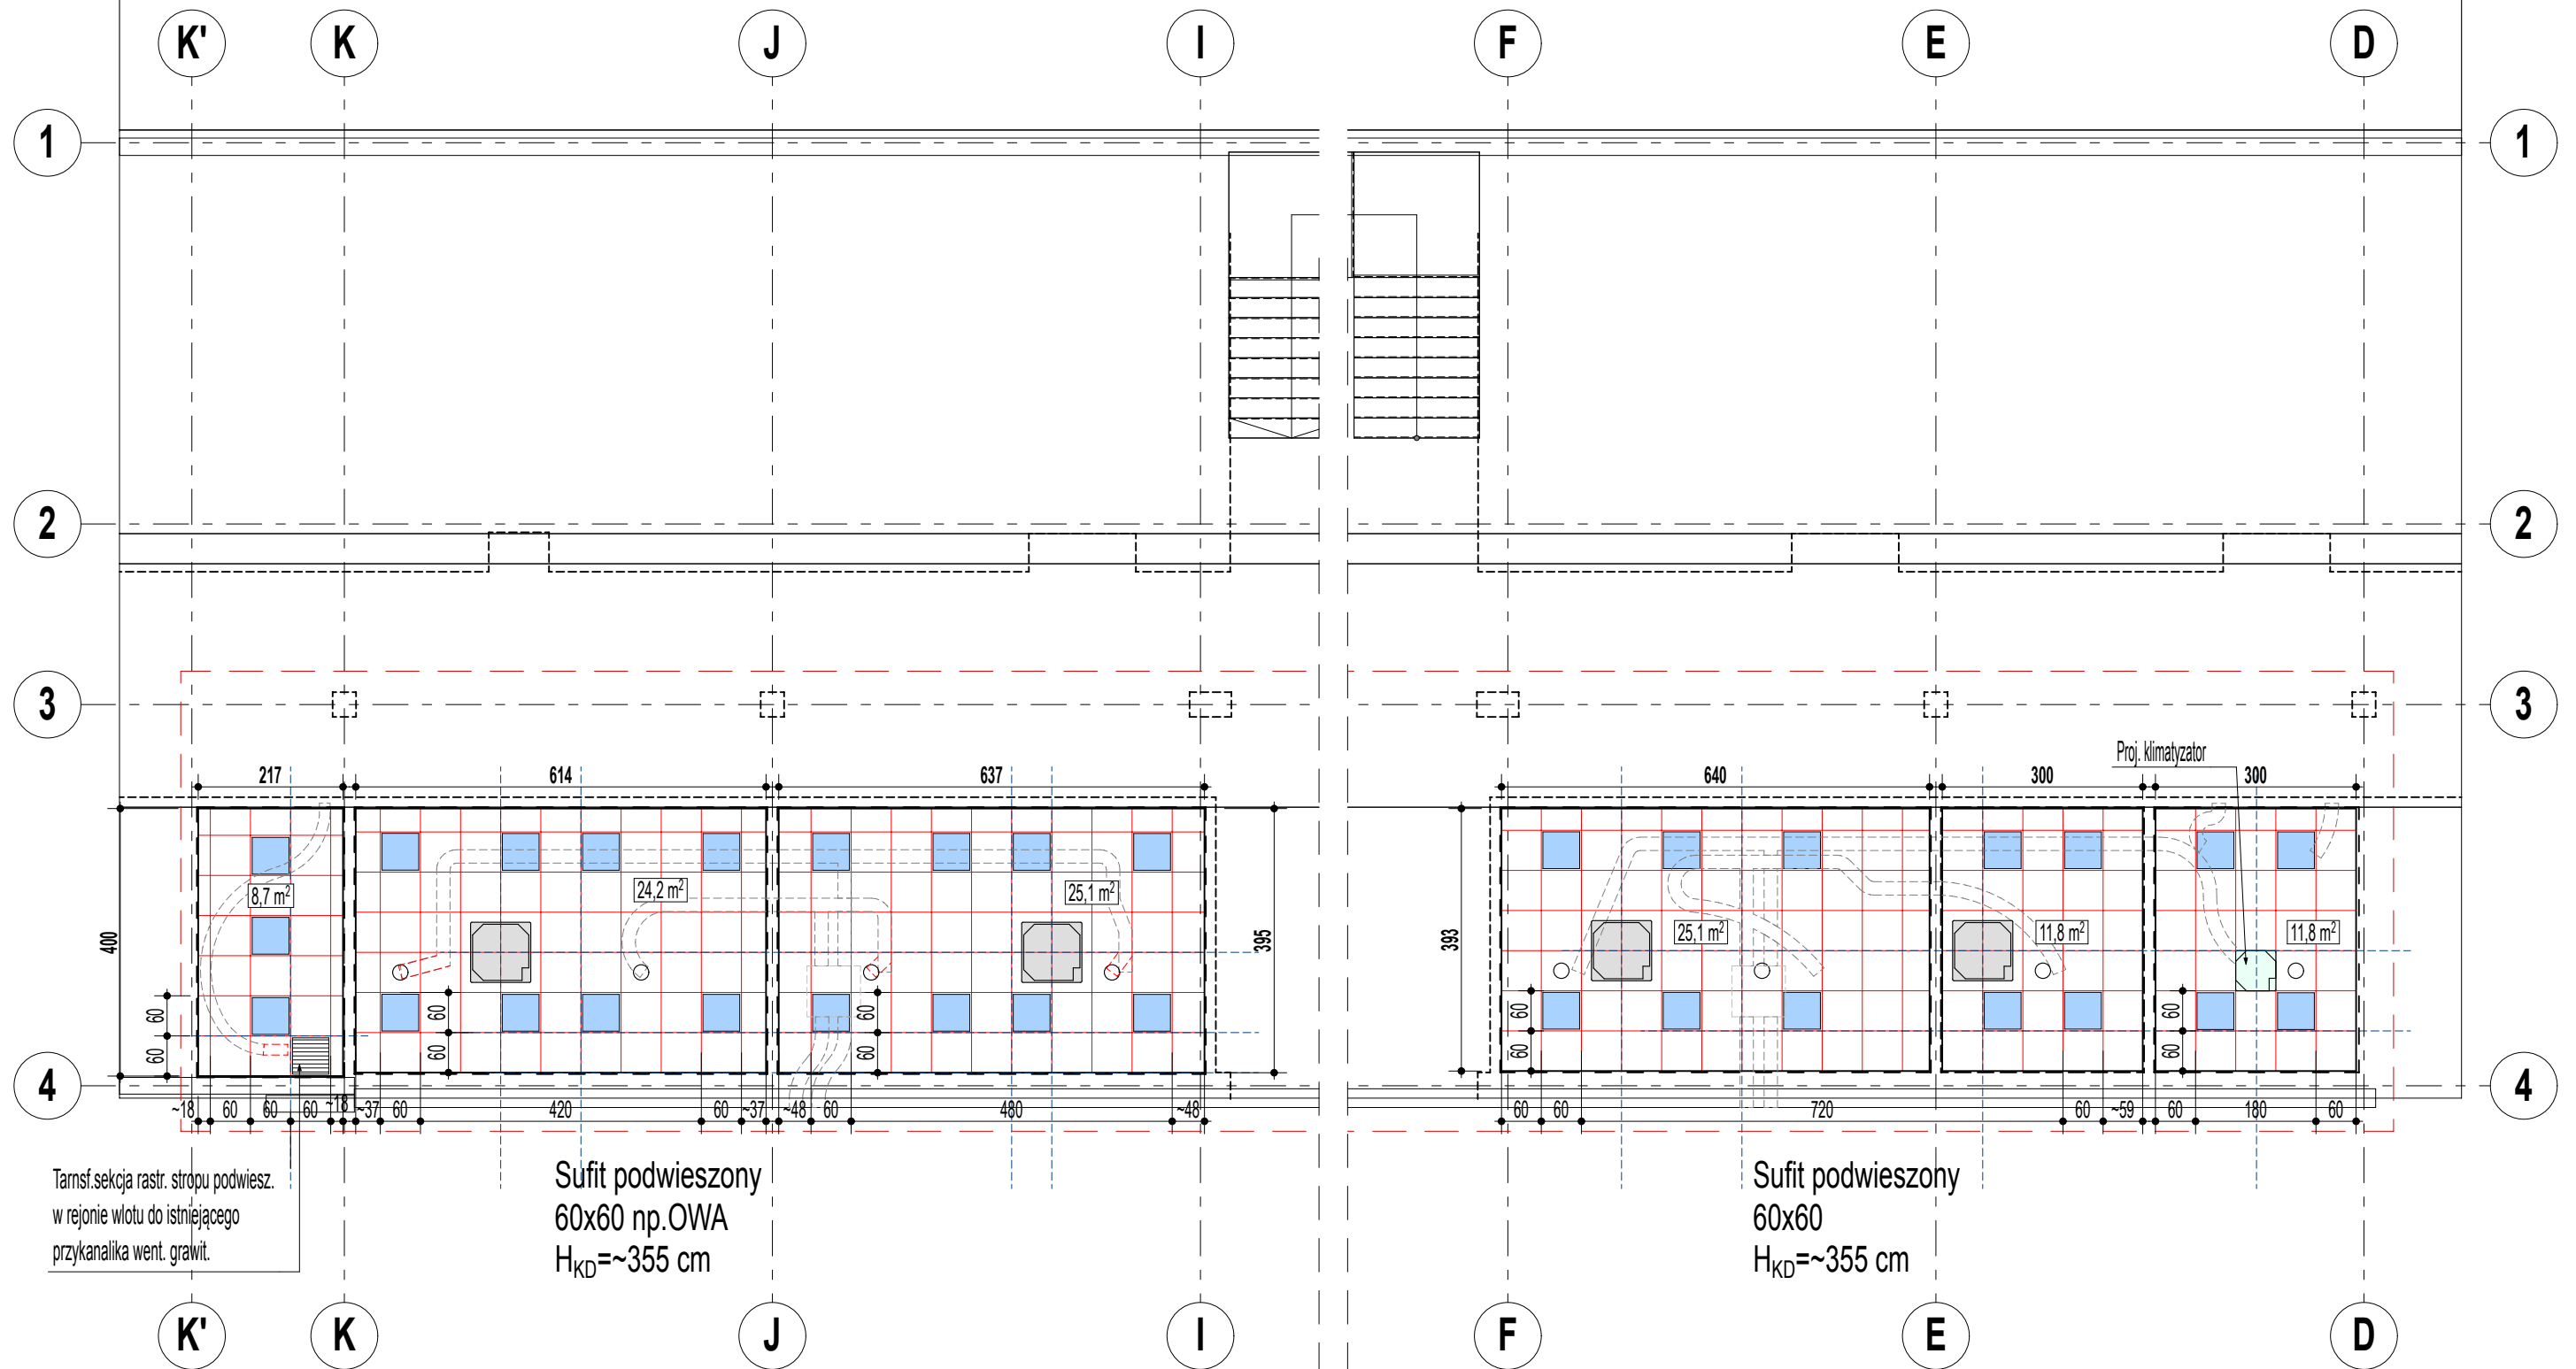 K' K J I F E D
1 1
2 2
3 3
Proj. klimatyzator
217 614 637 640 300 300
8,7 m²
24,2 m²
25,1 m²
25,1 m²
11,8 m²
11,8 m²
400
395
393
60 60 60 60 60
60 60 60 60 60
4 4
~18 60 60 60 ~18 ~37 60 420 60 ~37 ~48 60 480 ~48 60 60 720 60 ~59 60 180 60
Tarnsf.sekcja rastr. stropu podwiesz.
w rejonie wlotu do istniejącego
przykanalika went. grawit.
Sufit podwieszony
60x60 np.OWA
H_KD=~355 cm
Sufit podwieszony
60x60
H_KD=~355 cm
K' K J I F E D